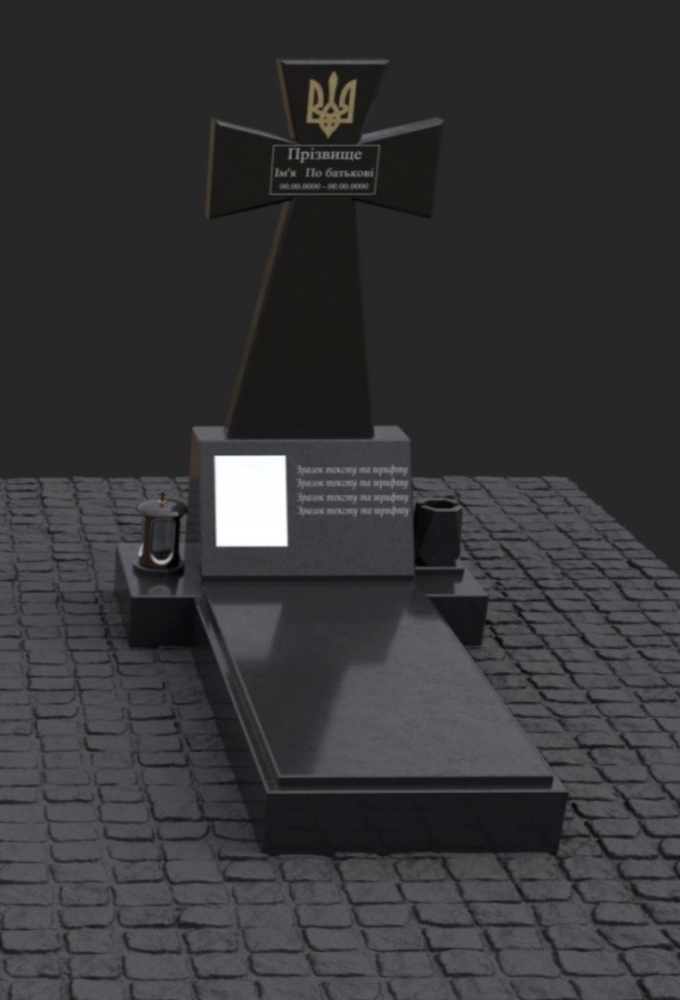 Прізвище
Ім'я По батькові
00.00.0000 - 00.00.0000
Зразок тексту та шрифту
Зразок тексту та шрифту
Зразок тексту та шрифту
Зразок тексту та шрифту